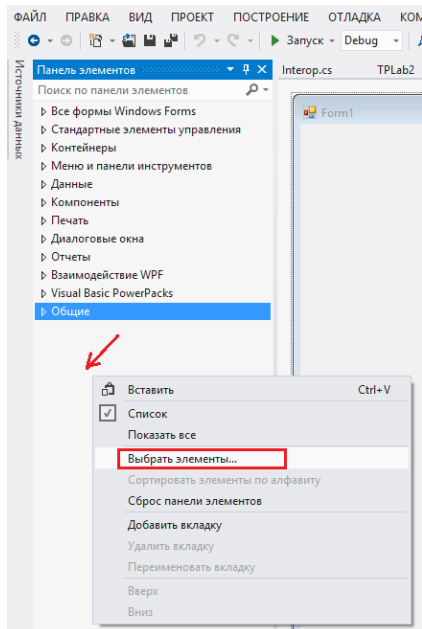 ФАЙЛ ПРАВКА ВИД ПРОЕКТ ПОСТРОЕНИЕ ОТЛАДКА КОМ
Запуск Debug
Источники данных
Панель элементов
Interop.cs TPLab2
Поиск по панели элементов
Form1
Все формы Windows Forms
Стандартные элементы управления
Контейнеры
Меню и панели инструментов
Данные
Компоненты
Печать
Диалоговые окна
Отчеты
Взаимодействие WPF
Visual Basic PowerPacks
Общие
Вставить Ctrl+V
Список
Показать все
Выбрать элементы...
Сортировать элементы по алфавиту
Сброс панели элементов
Добавить вкладку
Удалить вкладку
Переименовать вкладку
Вверх
Вниз